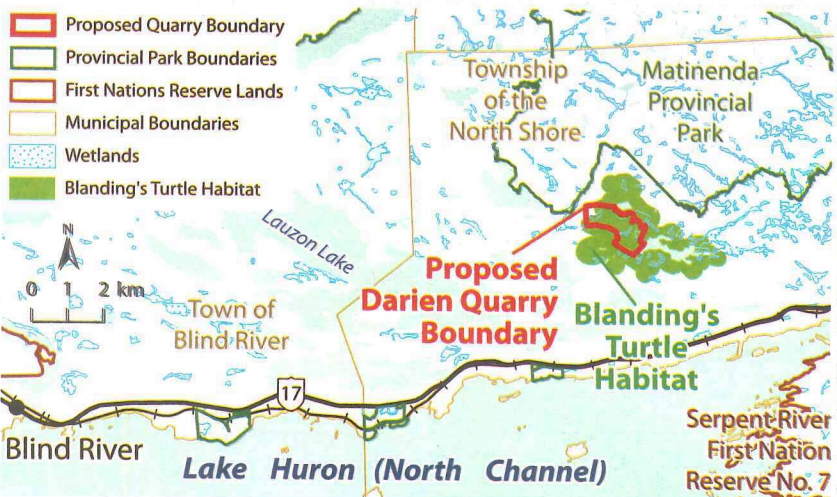 Proposed Quarry Boundary
Provincial Park Boundaries
First Nations Reserve Lands
Municipal Boundaries
Wetlands
Blanding's Turtle Habitat
N
0 1 2 km
Township
of the
North Shore
Matinenda
Provincial
Park
Lauzon Lake
Proposed
Darien Quarry
Boundary
Blanding's
Turtle
Habitat
Town of
Blind River
17
Blind River
Lake Huron (North Channel)
Serpent River
First Nation
Reserve No. 7